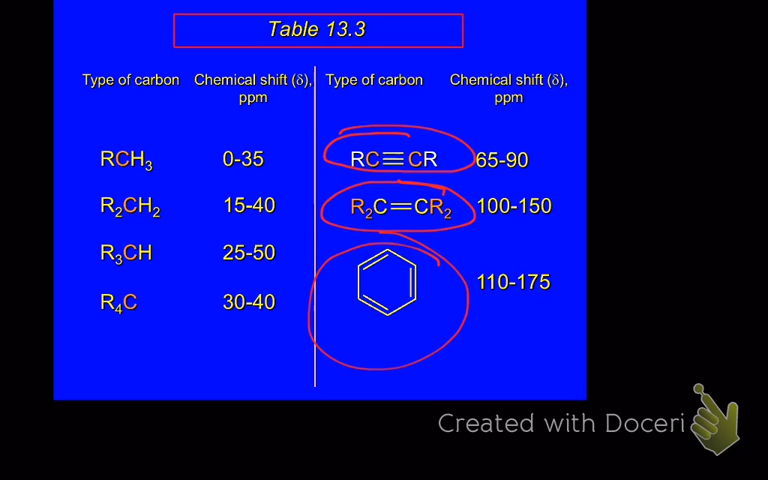 Table 13.3
Type of carbon Chemical shift (δ), ppm Type of carbon Chemical shift (δ), ppm
RCH₃ 0-35 RC≡CR 65-90
R₂CH₂ 15-40 R₂C=CR₂ 100-150
R₃CH 25-50
110-175
R₄C 30-40
Created with Doceri